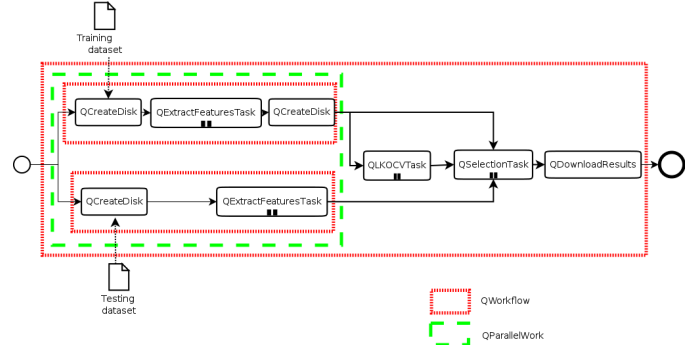 Training
dataset
QCreateDisk
QExtractFeaturesTask
QCreateDisk
QLKOCVTask
QSelectionTask
QDownloadResults
QCreateDisk
QExtractFeaturesTask
Testing
dataset
QWorkflow
QParallelWork